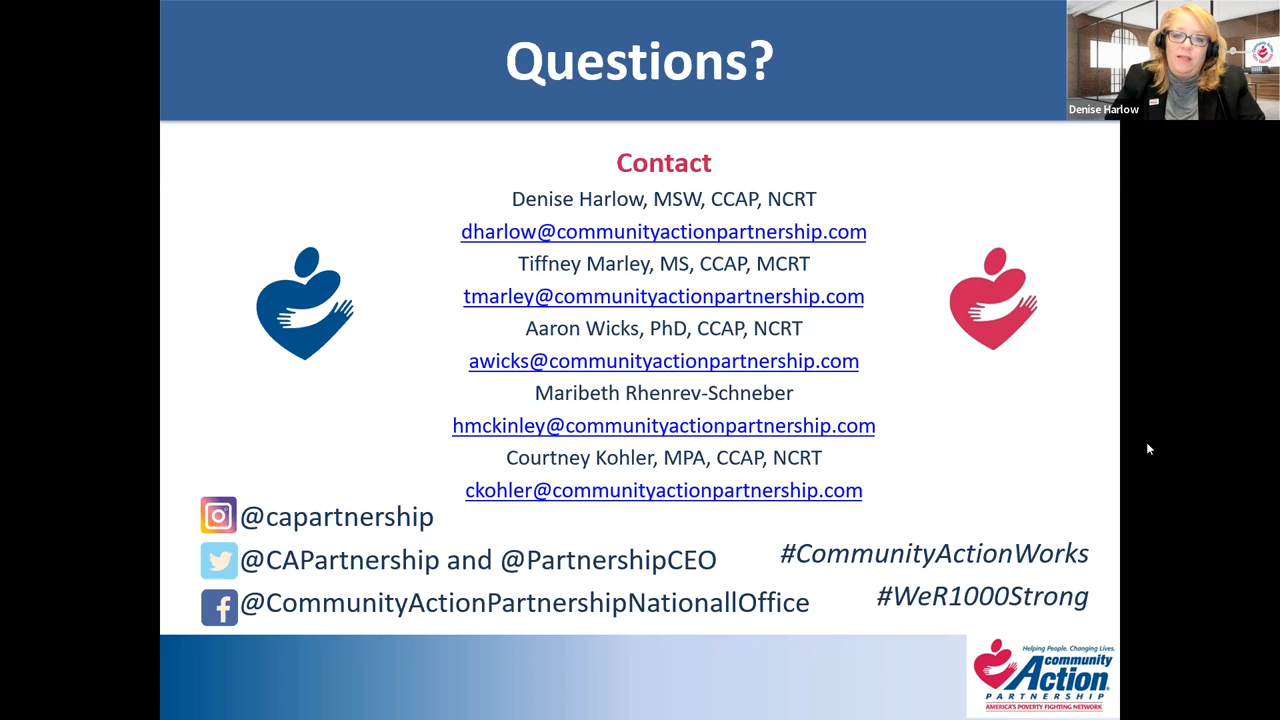 Questions?
Denise Harlow
Contact
Denise Harlow, MSW, CCAP, NCRT
dharlow@communityactionpartnership.com
Tiffney Marley, MS, CCAP, MCRT
tmarley@communityactionpartnership.com
Aaron Wicks, PhD, CCAP, NCRT
awicks@communityactionpartnership.com
Maribeth Rhenrev-Schneber
hmckinley@communityactionpartnership.com
Courtney Kohler, MPA, CCAP, NCRT
ckohler@communityactionpartnership.com
@capartnership
@CAPartnership and @PartnershipCEO
@CommunityActionPartnershipNationallOffice
#CommunityActionWorks
#WeR1000Strong
Helping People. Changing Lives.
community
Action
PARTNERSHIP
AMERICA'S POVERTY FIGHTING NETWORK